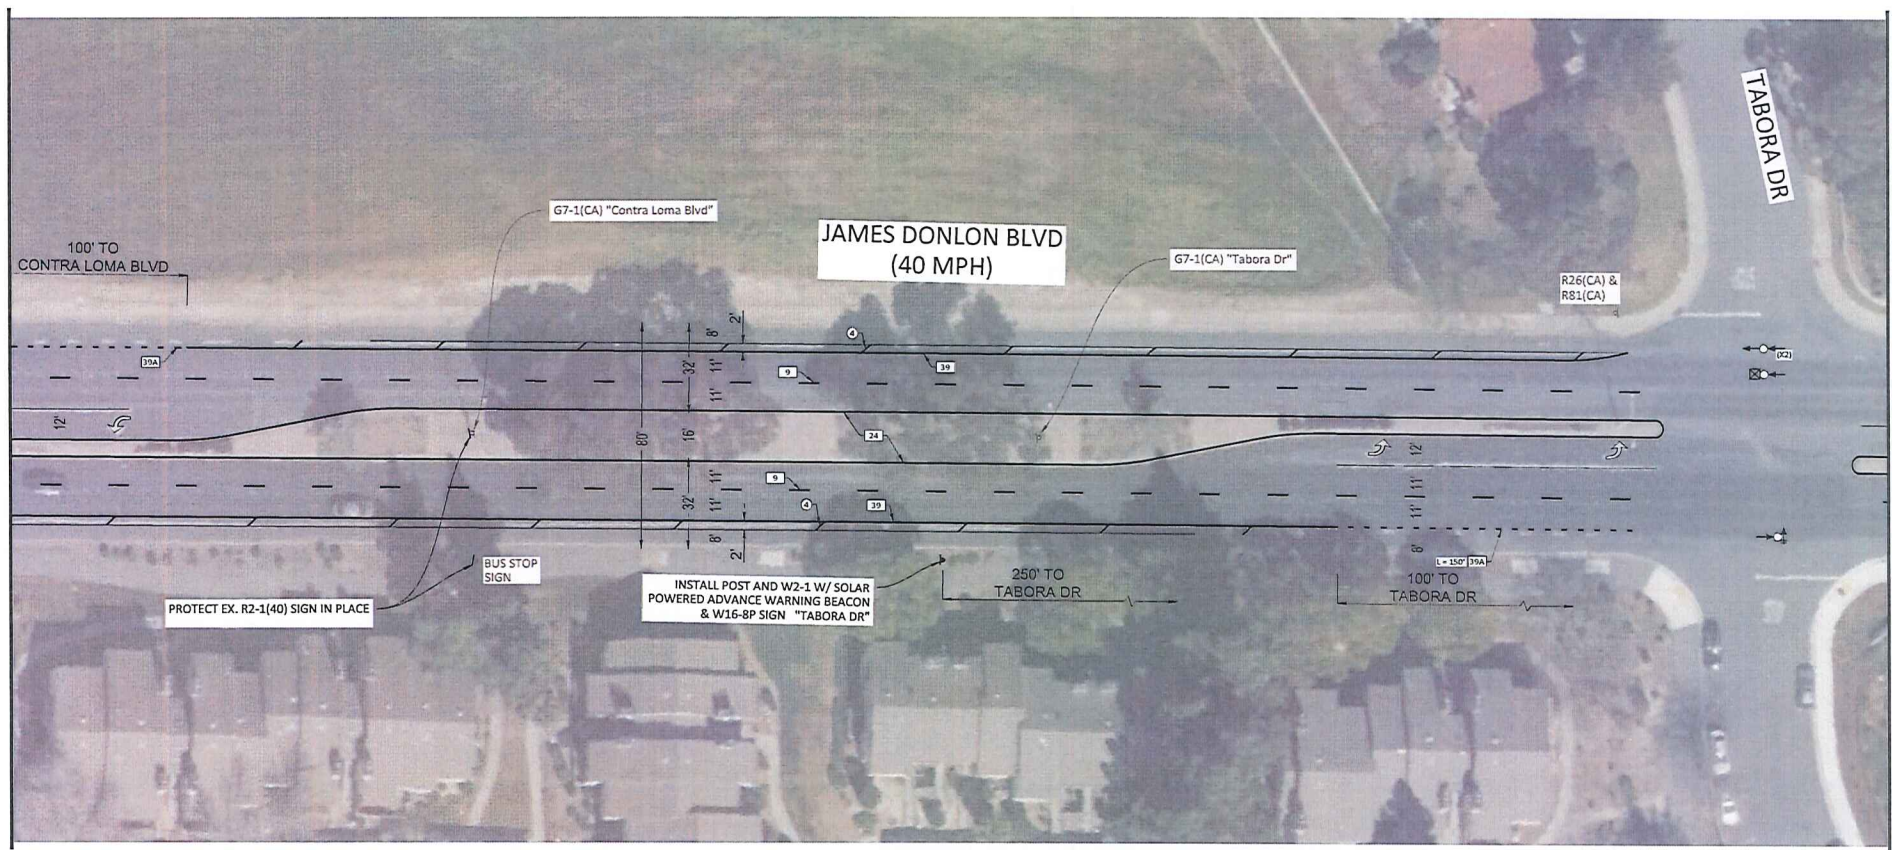 TABORA DR
G7-1(CA) "Contra Loma Blvd"
JAMES DONLON BLVD
(40 MPH)
100' TO
CONTRA LOMA BLVD
G7-1(CA) "Tabora Dr"
R26(CA) &
R81(CA)
2'
8'
4
39A
32'
11'
39
(X2)
9
11'
12'
80'
16'
24
12'
9
32'
11'
11'
4
39
11'
11'
8'
2'
8'
L = 150' 39A
BUS STOP
SIGN
INSTALL POST AND W2-1 W/ SOLAR
POWERED ADVANCE WARNING BEACON
& W16-8P SIGN "TABORA DR"
250' TO
TABORA DR
100' TO
TABORA DR
PROTECT EX. R2-1(40) SIGN IN PLACE